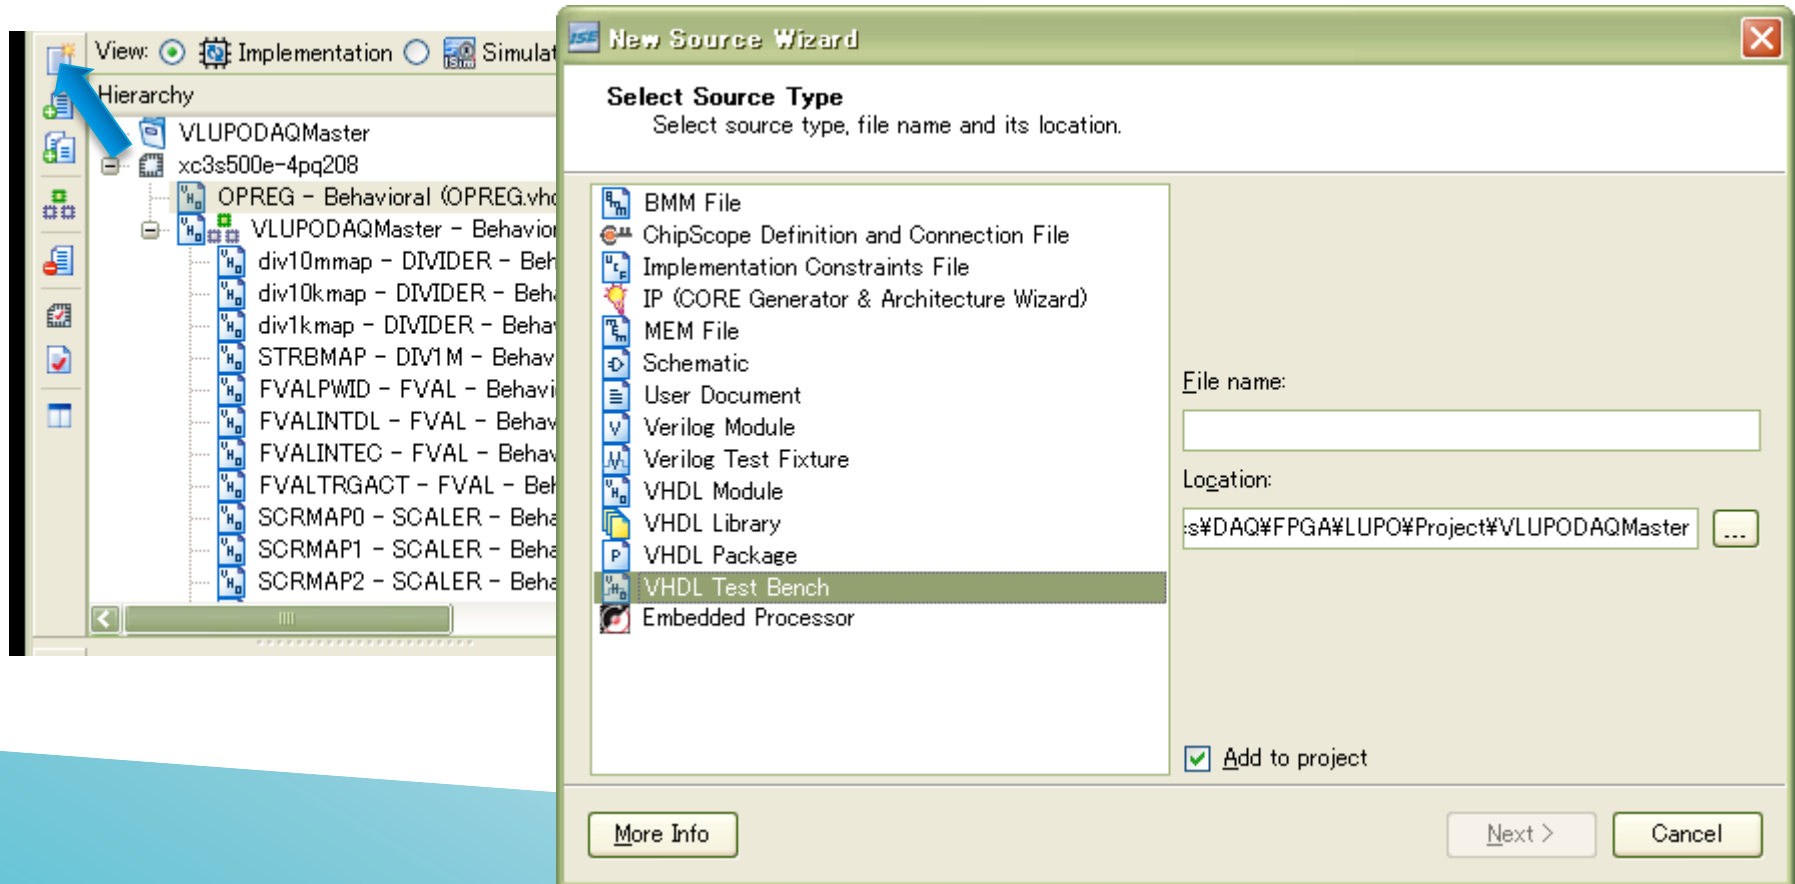 View:
Implementation
Simulat
Hierarchy
VLUPODAQMaster
xc3s500e-4pq208
OPREG - Behavioral (OPREG.vhd
VLUPODAQMaster - Behavior
div10mmap - DIVIDER - Beh
div10kmap - DIVIDER - Beha
div1kmap - DIVIDER - Behav
STRBMAP - DIV1M - Behav
FVALPWID - FVAL - Behavi
FVALINTDL - FVAL - Behav
FVALINTEC - FVAL - Behav
FVALTRGACT - FVAL - Beh
SCRMAP0 - SCALER - Beha
SCRMAP1 - SCALER - Beha
SCRMAP2 - SCALER - Beha
ISE New Source Wizard
Select Source Type
Select source type, file name and its location.
BMM File
ChipScope Definition and Connection File
Implementation Constraints File
IP (CORE Generator & Architecture Wizard)
MEM File
Schematic
User Document
Verilog Module
Verilog Test Fixture
VHDL Module
VHDL Library
VHDL Package
VHDL Test Bench
Embedded Processor
File name:
Location:
:s¥DAQ¥FPGA¥LUPO¥Project¥VLUPODAQMaster
...
Add to project
More Info
Next >
Cancel